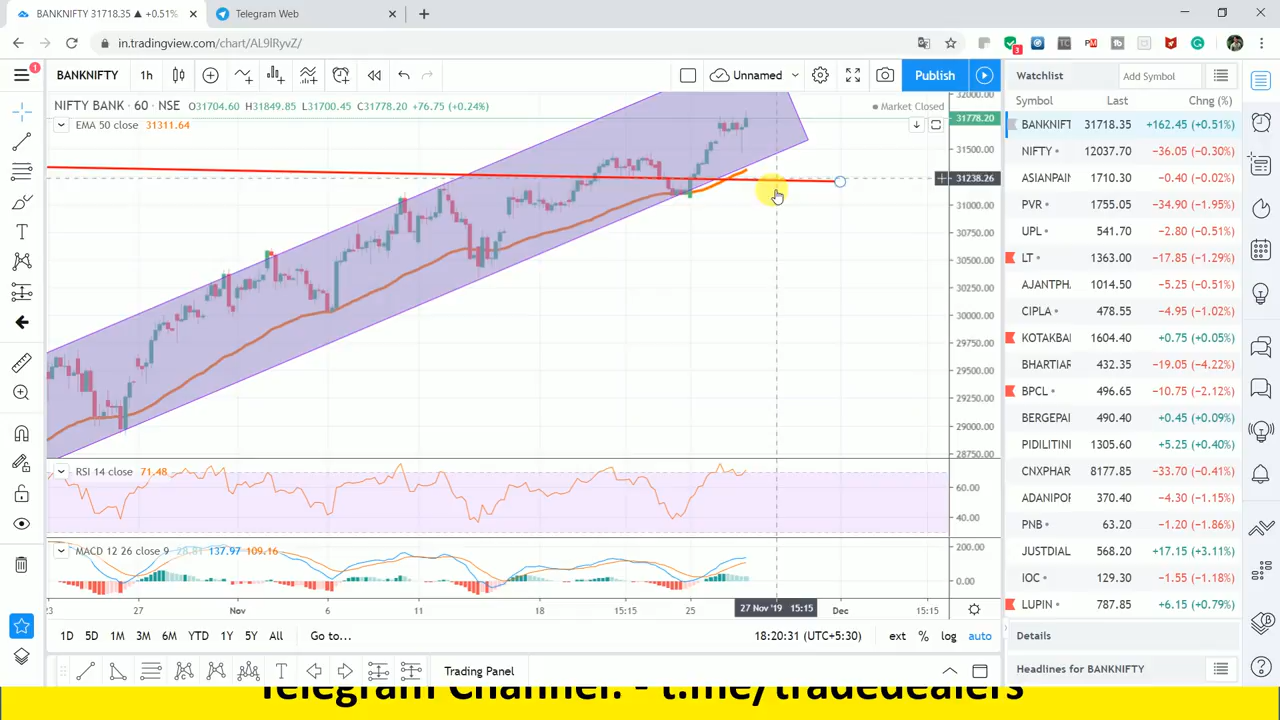 BANKNIFTY 31718.35 ▲ +0.51%
Telegram Web
in.tradingview.com/chart/AL9lRyvZ/
BANKNIFTY
1h
Unnamed
Publish
Watchlist
Add Symbol
Symbol Last Chng (%)
NIFTY BANK · 60 · NSE O31704.60 H31849.35 L31700.45 C31778.20 +76.75 (+0.24%)
Market Closed
EMA 50 close 31311.64
32000.00
31778.20
31500.00
31238.26
31000.00
30750.00
30500.00
30250.00
30000.00
29750.00
29500.00
29250.00
29000.00
28750.00
RSI 14 close 71.48
60.00
40.00
MACD 12 26 close 9 28.81 137.97 109.16
200.00
0.00
23 27 Nov 6 11 18 15:15 25 27 Nov '19 15:15 Dec 15:15
1D 5D 1M 3M 6M YTD 1Y 5Y All Go to...
18:20:31 (UTC+5:30) ext % log auto
Trading Panel
BANKNIFT 31718.35 +162.45 (+0.51%)
NIFTY 12037.70 −36.05 (−0.30%)
ASIANPAIN 1710.30 −0.40 (−0.02%)
PVR 1755.05 −34.90 (−1.95%)
UPL 541.70 −2.80 (−0.51%)
LT 1363.00 −17.85 (−1.29%)
AJANTPH 1014.50 −5.25 (−0.51%)
CIPLA 478.55 −4.95 (−1.02%)
KOTAKBA 1604.40 +0.75 (+0.05%)
BHARTIAR 432.35 −19.05 (−4.22%)
BPCL 496.65 −10.75 (−2.12%)
BERGEPAI 490.40 +0.45 (+0.09%)
PIDILITIN 1305.60 +5.25 (+0.40%)
CNXPHAR 8177.85 −33.70 (−0.41%)
ADANIPO 370.40 −4.30 (−1.15%)
PNB 63.20 −1.20 (−1.86%)
JUSTDIAL 568.20 +17.15 (+3.11%)
IOC 129.30 −1.55 (−1.18%)
LUPIN 787.85 +6.15 (+0.79%)
Details
Headlines for BANKNIFTY
Telegram Channel: - t.me/tradedealers